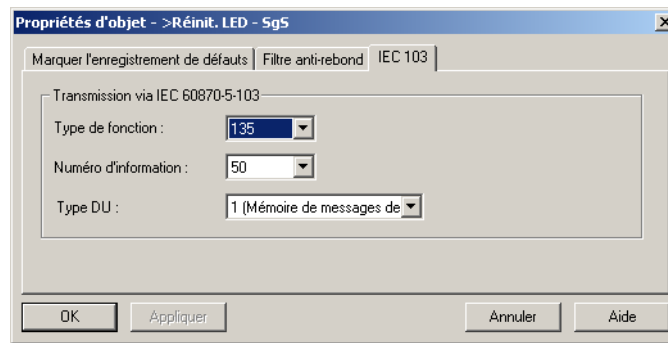 Propriétés d'objet - >Réinit. LED - SgS
Marquer l'enregistrement de défauts Filtre anti-rebond IEC 103
Transmission via IEC 60870-5-103
Type de fonction : 135
Numéro d'information : 50
Type DU : 1 (Mémoire de messages de
OK Appliquer Annuler Aide